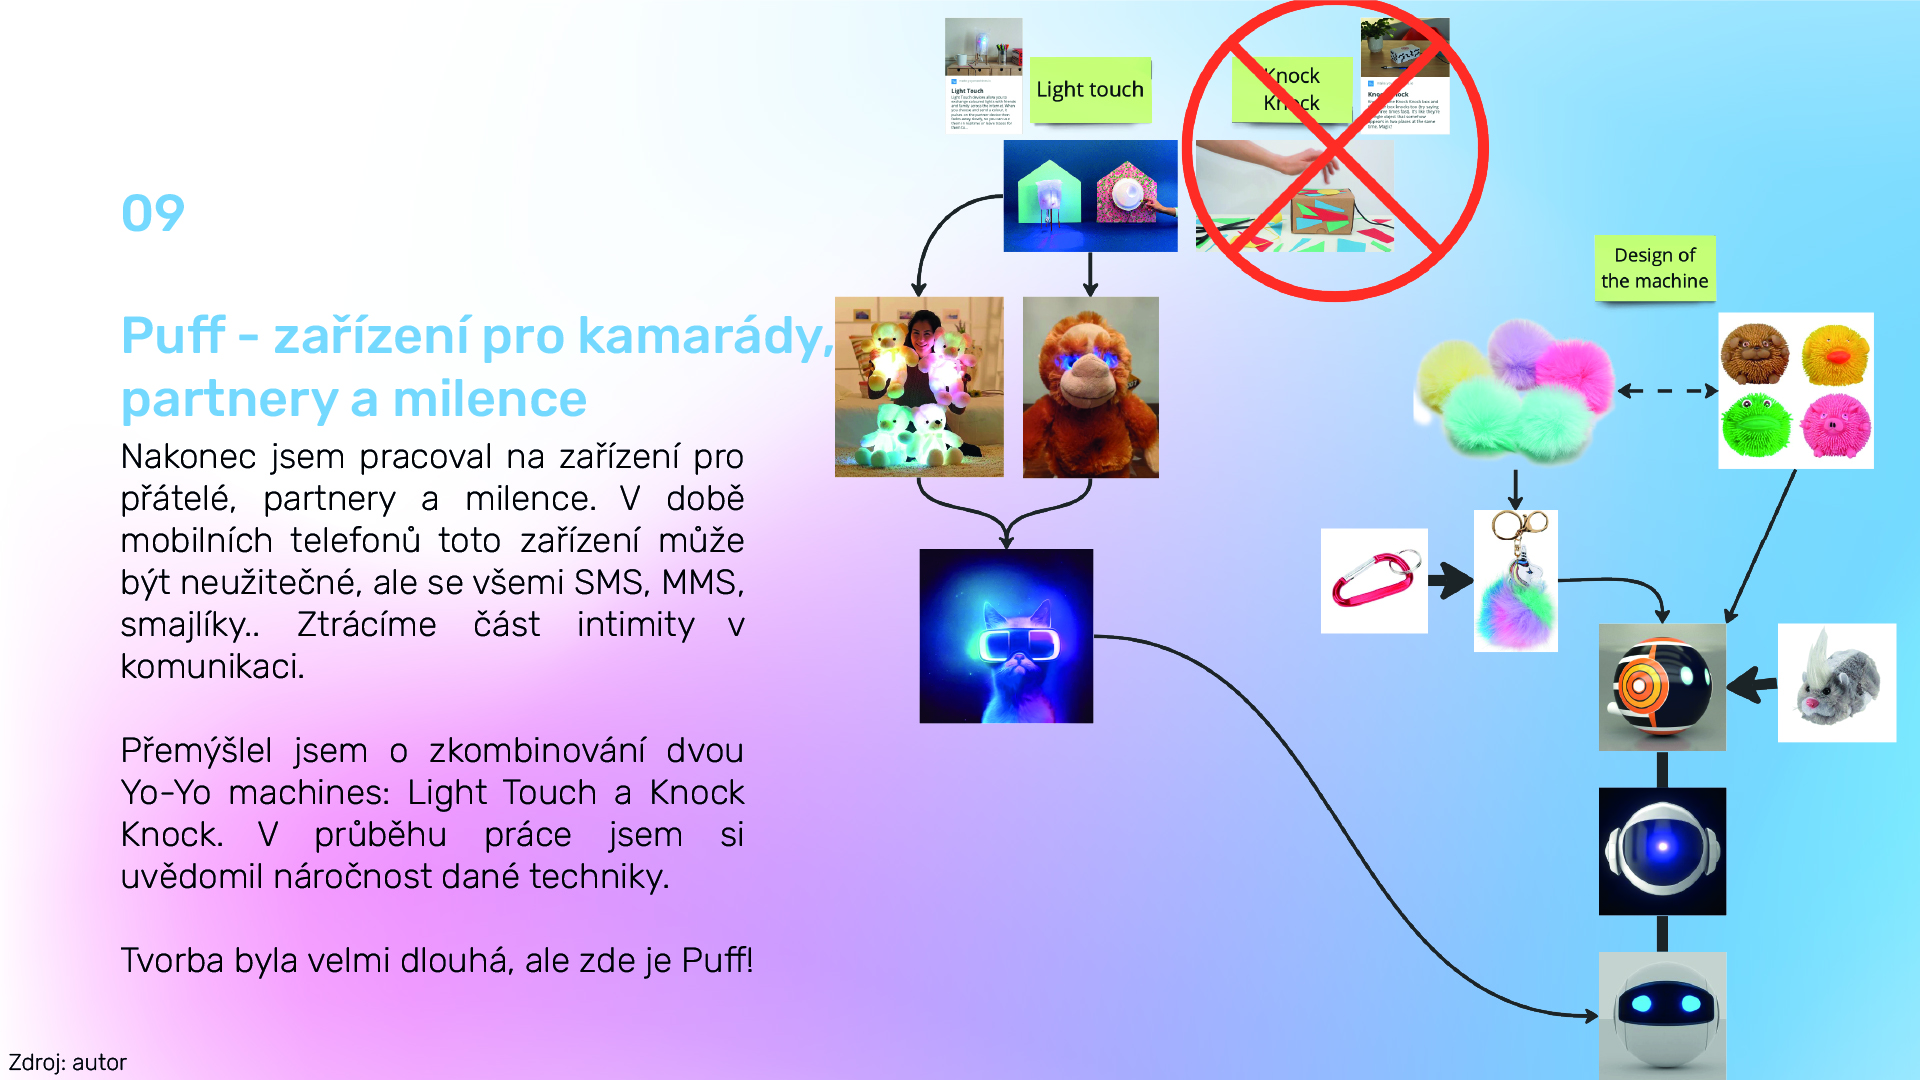 09
Puff - zařízení pro kamarády,
partnery a milence
Nakonec jsem pracoval na zařízení pro
přátelé, partnery a milence. V době
mobilních telefonů toto zařízení může
být neužitečné, ale se všemi SMS, MMS,
smajlíky.. Ztrácíme část intimity v
komunikaci.
Přemýšlel jsem o zkombinování dvou
Yo-Yo machines: Light Touch a Knock
Knock. V průběhu práce jsem si
uvědomil náročnost dané techniky.
Tvorba byla velmi dlouhá, ale zde je Puff!
Zdroj: autor
Light Touch
Light touch
Knock
Knock
Design of
the machine